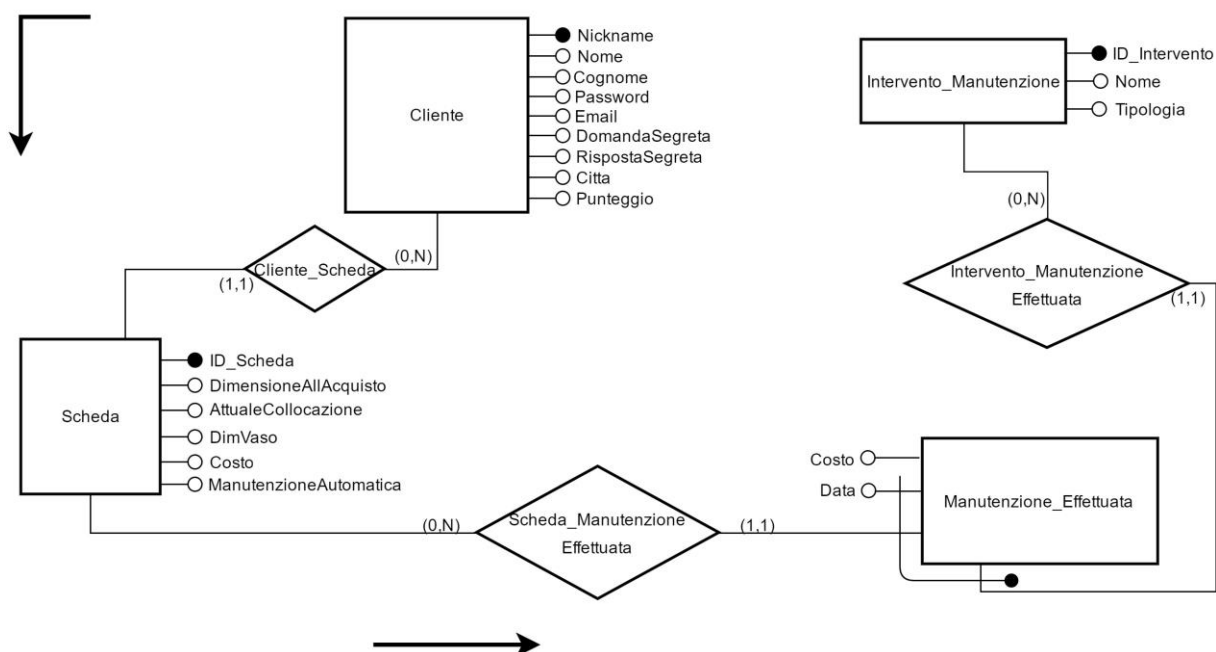 Cliente
Nickname
Nome
Cognome
Password
Email
DomandaSegreta
RispostaSegreta
Citta
Punteggio
Intervento_Manutenzione
ID_Intervento
Nome
Tipologia
(0,N)
Cliente_Scheda
(1,1)
(0,N)
Intervento_Manutenzione
Effettuata
(1,1)
Scheda
ID_Scheda
DimensioneAllAcquisto
AttualeCollocazione
DimVaso
Costo
ManutenzioneAutomatica
(0,N)
Scheda_Manutenzione
Effettuata
(1,1)
Costo
Data
Manutenzione_Effettuata